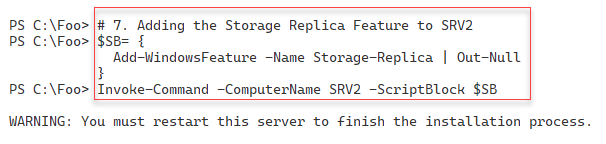 PS C:\Foo> # 7. Adding the Storage Replica Feature to SRV2
PS C:\Foo> $SB= {
Add-WindowsFeature -Name Storage-Replica | Out-Null
}
PS C:\Foo> Invoke-Command -ComputerName SRV2 -ScriptBlock $SB
WARNING: You must restart this server to finish the installation process.